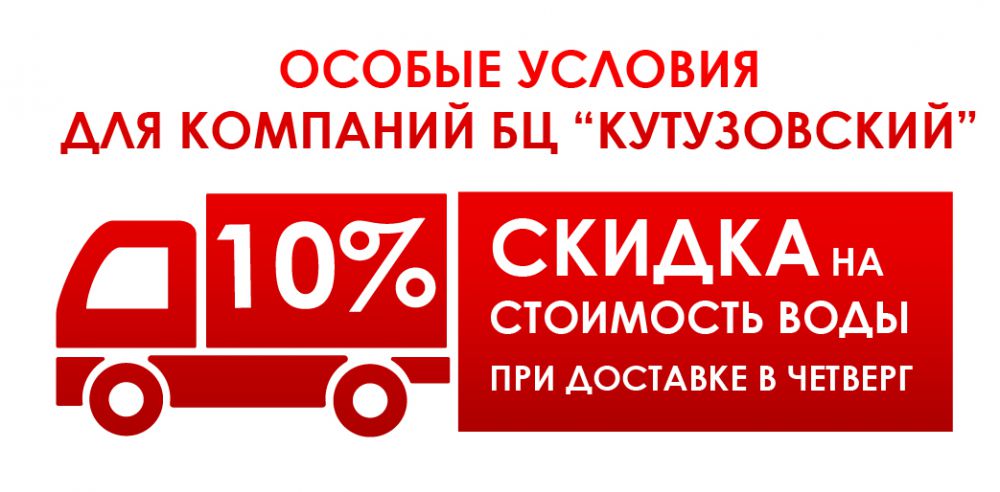 ОСОБЫЕ УСЛОВИЯ
ДЛЯ КОМПАНИЙ БЦ “КУТУЗОВСКИЙ”
10%
СКИДКА НА
СТОИМОСТЬ ВОДЫ
ПРИ ДОСТАВКЕ В ЧЕТВЕРГ